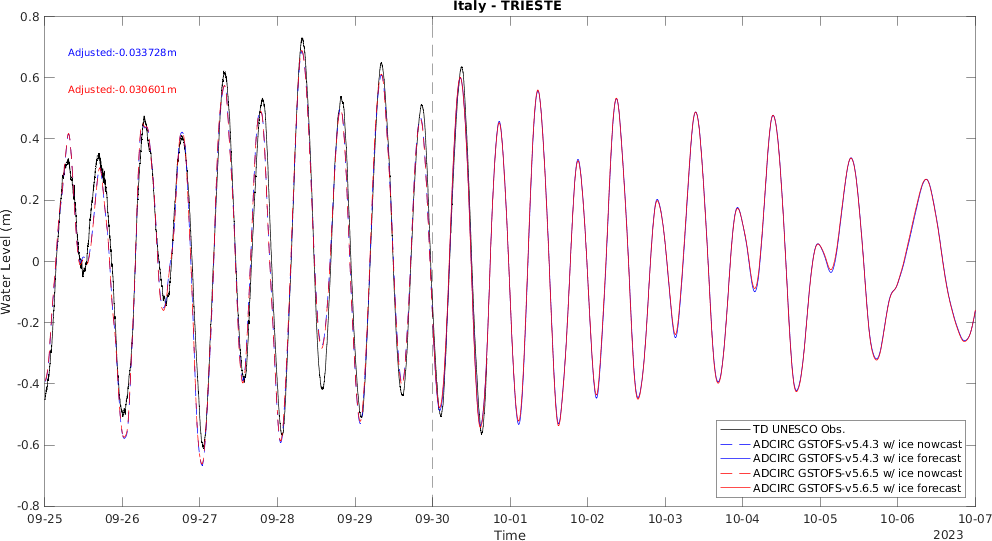 Italy - TRIESTE
Adjusted:-0.033728m
Adjusted:-0.030601m
Water Level (m)
0.8
0.6
0.4
0.2
0
-0.2
-0.4
-0.6
-0.8
TD UNESCO Obs.
ADCIRC GSTOFS-v5.4.3 w/ ice nowcast
ADCIRC GSTOFS-v5.4.3 w/ ice forecast
ADCIRC GSTOFS-v5.6.5 w/ ice nowcast
ADCIRC GSTOFS-v5.6.5 w/ ice forecast
09-25 09-26 09-27 09-28 09-29 09-30 10-01 10-02 10-03 10-04 10-05 10-06 10-07
Time
2023